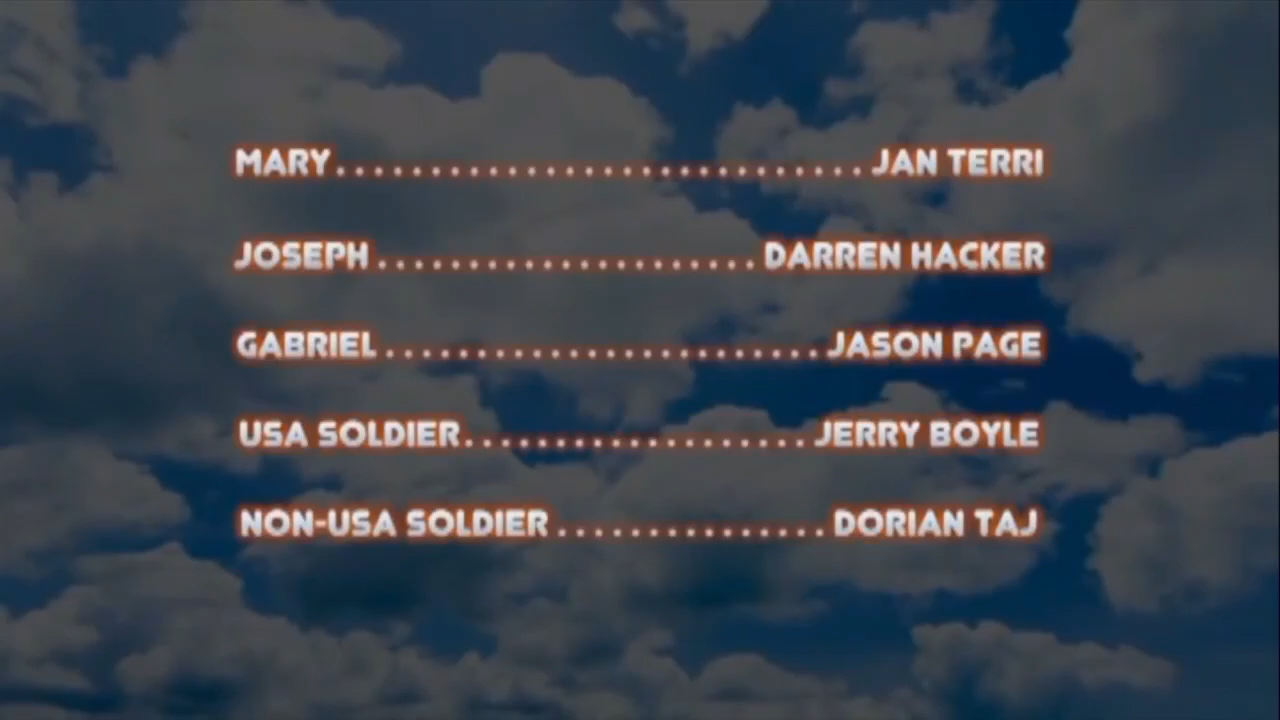 MARY...........................JAN TERRI
JOSEPH.....................DARREN HACKER
GABRIEL.........................JASON PAGE
USA SOLDIER....................JERRY BOYLE
NON-USA SOLDIER...............DORIAN TAJ